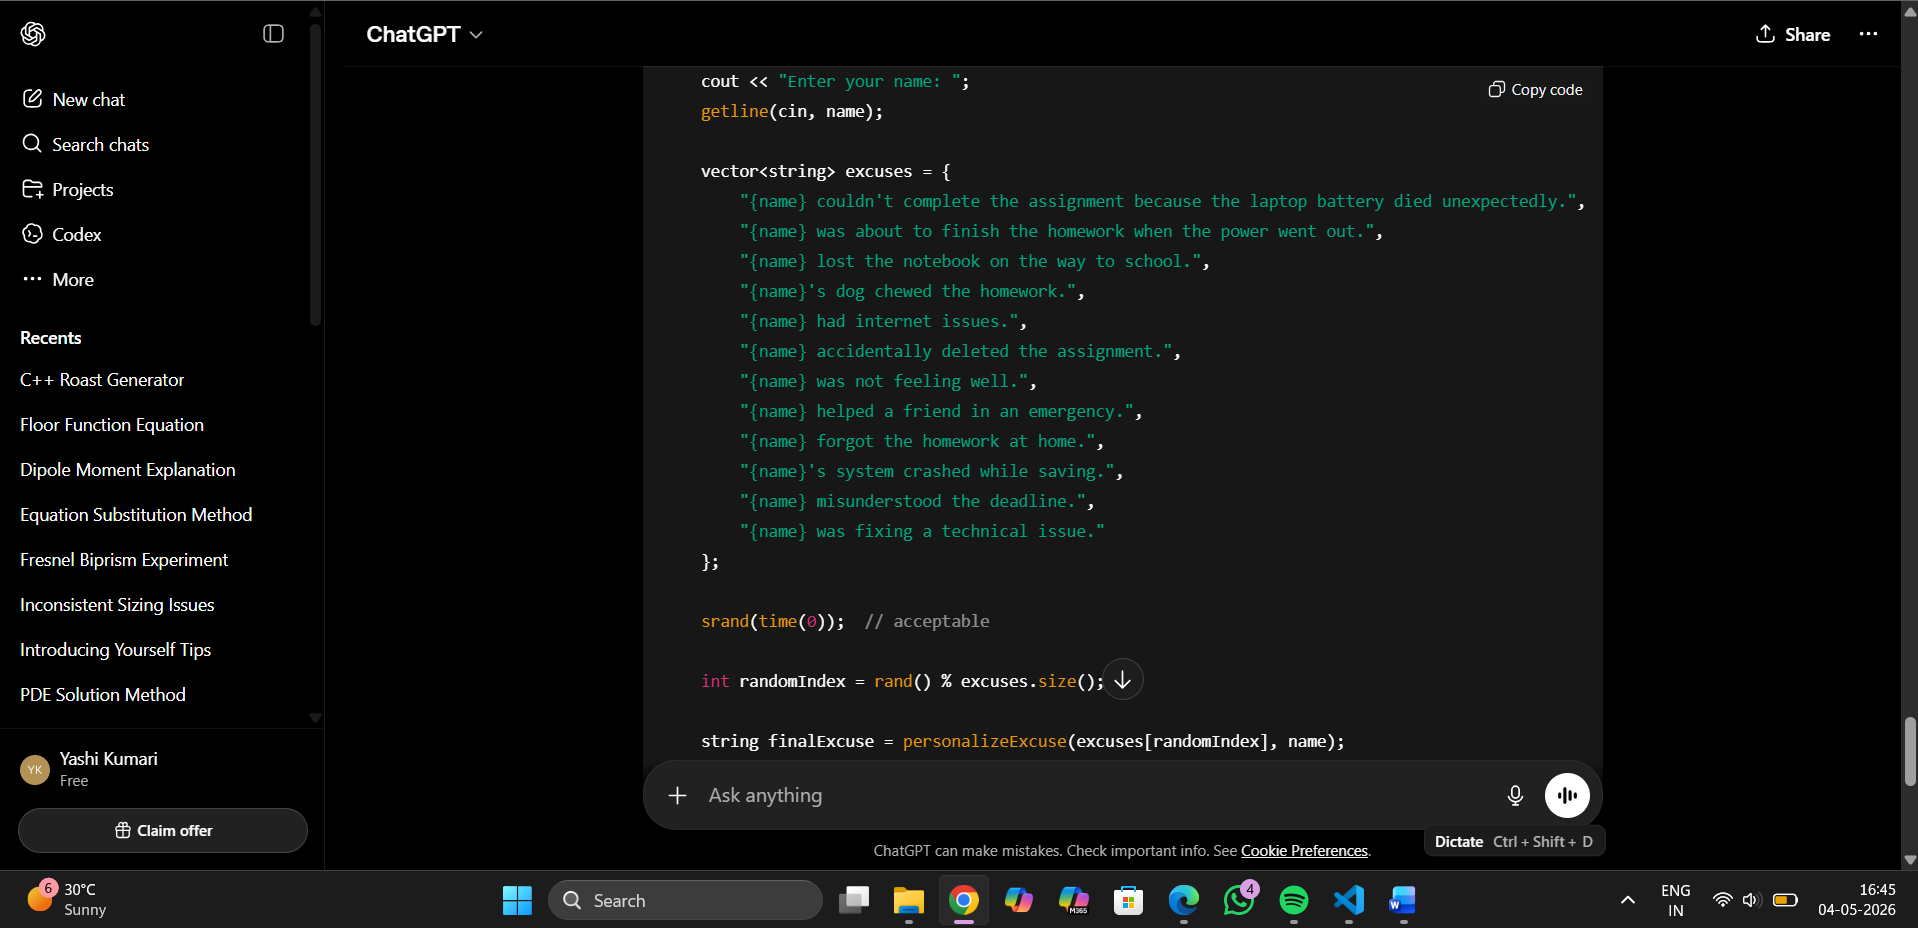 ChatGPT
Share
New chat
Search chats
Projects
Codex
More
Recents
C++ Roast Generator
Floor Function Equation
Dipole Moment Explanation
Equation Substitution Method
Fresnel Biprism Experiment
Inconsistent Sizing Issues
Introducing Yourself Tips
PDE Solution Method
YK
Yashi Kumari
Free
Claim offer
Copy code
cout << "Enter your name: ";
getline(cin, name);
vector<string> excuses = {
"{name} couldn't complete the assignment because the laptop battery died unexpectedly.",
"{name} was about to finish the homework when the power went out.",
"{name} lost the notebook on the way to school.",
"{name}'s dog chewed the homework.",
"{name} had internet issues.",
"{name} accidentally deleted the assignment.",
"{name} was not feeling well.",
"{name} helped a friend in an emergency.",
"{name} forgot the homework at home.",
"{name}'s system crashed while saving.",
"{name} misunderstood the deadline.",
"{name} was fixing a technical issue."
};
srand(time(0));  // acceptable
int randomIndex = rand() % excuses.size();
string finalExcuse = personalizeExcuse(excuses[randomIndex], name);
Ask anything
ChatGPT can make mistakes. Check important info. See Cookie Preferences.
Dictate Ctrl + Shift + D
6
30°C
Sunny
Search
M365
4
W
ENG
IN
16:45
04-05-2026